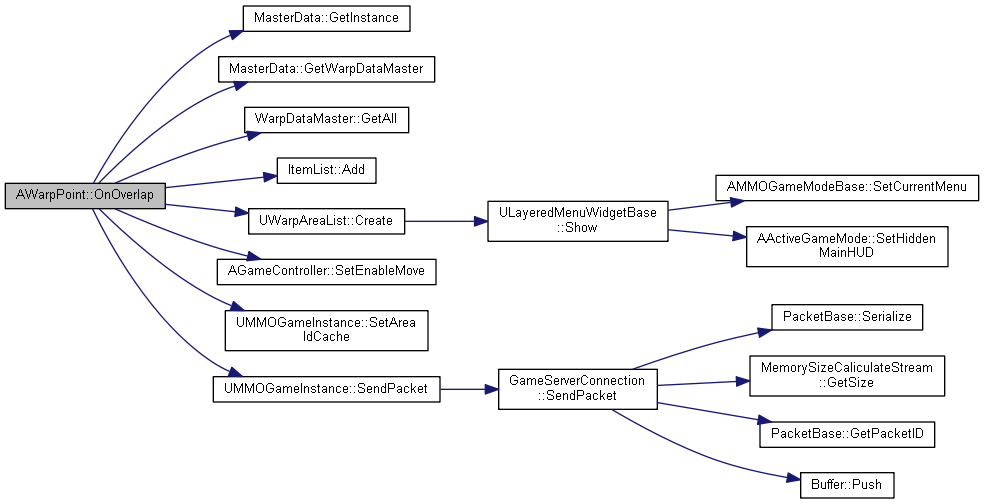 MasterData::GetInstance
MasterData::GetWarpDataMaster
WarpDataMaster::GetAll
ItemList::Add
AWarpPoint::OnOverlap
UWarpAreaList::Create
ULayeredMenuWidgetBase
::Show
AMMOGameModeBase::SetCurrentMenu
AActiveGameMode::SetHidden
MainHUD
AGameController::SetEnableMove
UMMOGameInstance::SetArea
IdCache
UMMOGameInstance::SendPacket
GameServerConnection
::SendPacket
PacketBase::Serialize
MemorySizeCaliculateStream
::GetSize
PacketBase::GetPacketID
Buffer::Push